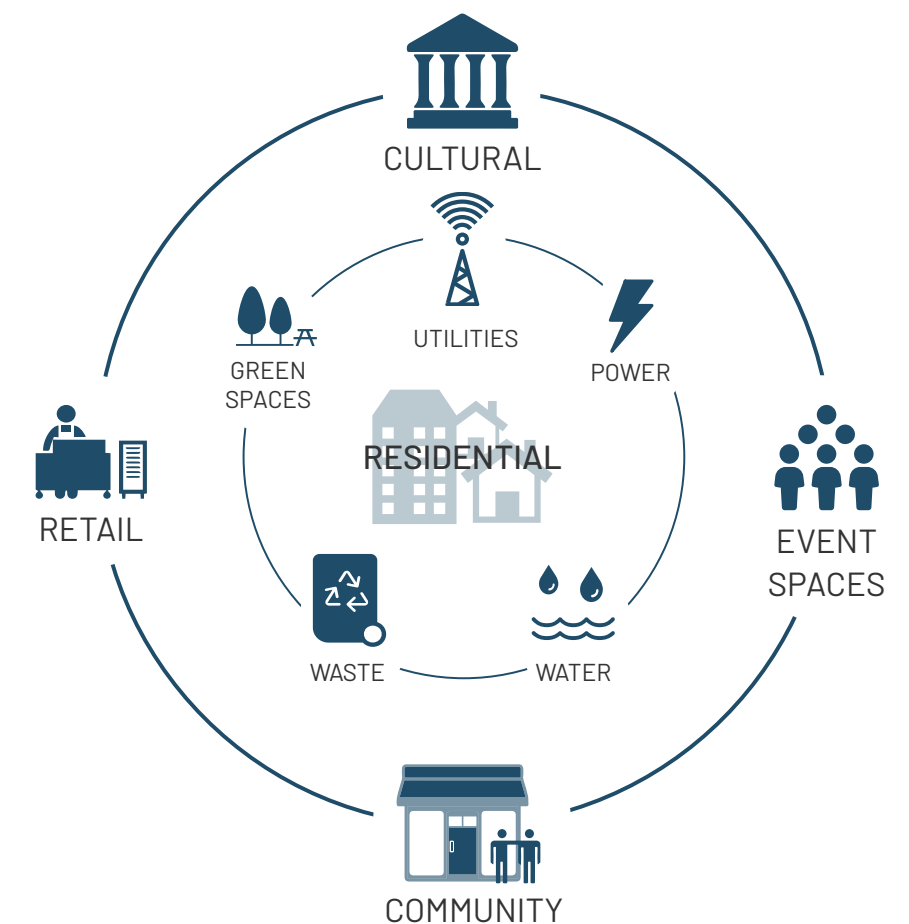 CULTURAL
UTILITIES
GREEN
SPACES
POWER
RESIDENTIAL
RETAIL
EVENT
SPACES
WASTE
WATER
COMMUNITY